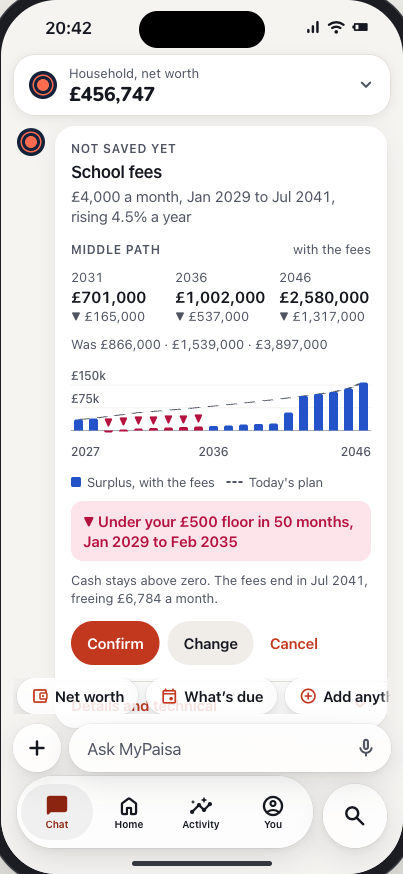 20:42
Household, net worth
£456,747
NOT SAVED YET
School fees
£4,000 a month, Jan 2029 to Jul 2041,
rising 4.5% a year
MIDDLE PATH
with the fees
2031 2036 2046
£701,000 £1,002,000 £2,580,000
▼ £165,000 ▼ £537,000 ▼ £1,317,000
Was £866,000 · £1,539,000 · £3,897,000
£150k
£75k
2027 2036 2046
Surplus, with the fees
Today's plan
▼ Under your £500 floor in 50 months,
Jan 2029 to Feb 2035
Cash stays above zero. The fees end in Jul 2041,
freeing £6,784 a month.
Confirm Change Cancel
Details and technical
Net worth What's due Add anyth
Ask MyPaisa
Chat Home Activity You